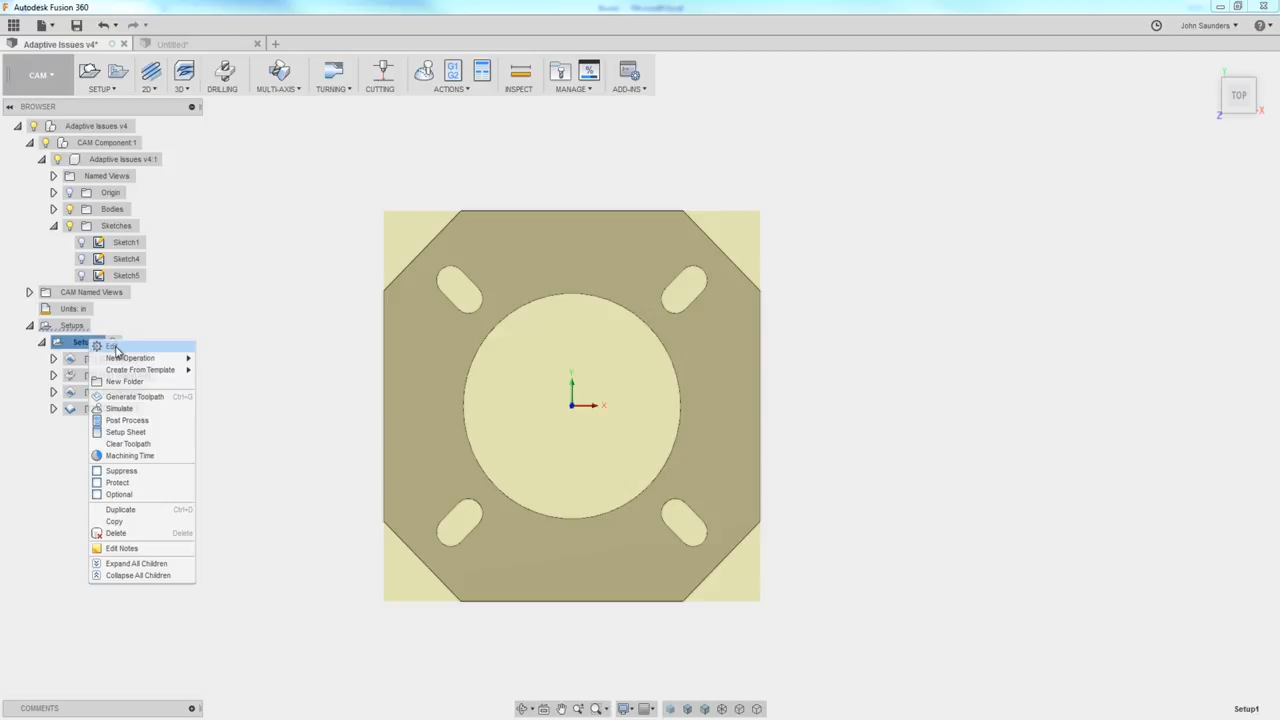 Autodesk Fusion 360
John Saunders
Adaptive Issues v4*
Untitled*
CAM
SETUP
2D
3D
DRILLING
MULTI-AXIS
TURNING
CUTTING
G1
G2
ACTIONS
INSPECT
%
MANAGE
ADD-INS
BROWSER
Y
TOP
Z
X
Adaptive Issues v4
CAM Component:1
Adaptive Issues v4:1
Named Views
Origin
Bodies
Sketches
Sketch1
Sketch4
Sketch5
CAM Named Views
Units: in
Setups
Edit
New Operation
Create From Template
New Folder
Generate Toolpath Ctrl+G
Simulate
Post Process
Setup Sheet
Clear Toolpath
Machining Time
Suppress
Protect
Optional
Duplicate Ctrl+D
Copy
Delete Delete
Edit Notes
Expand All Children
Collapse All Children
Y
X
COMMENTS
Setup1